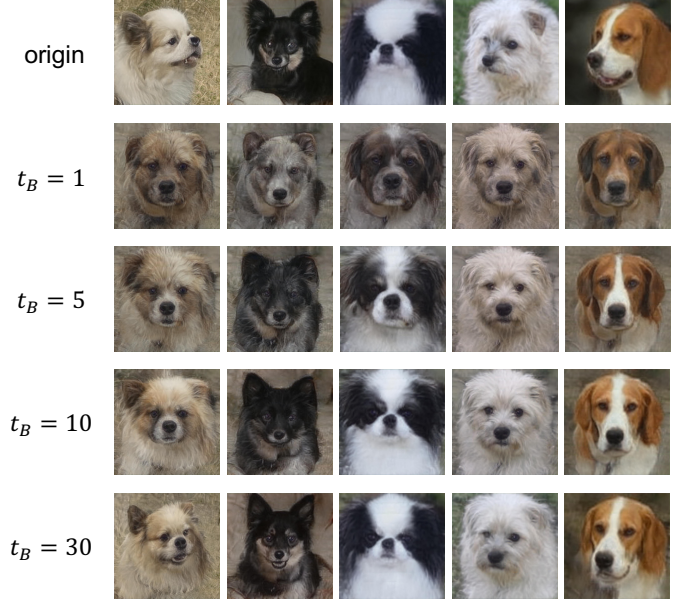 origin
t_B = 1
t_B = 5
t_B = 10
t_B = 30